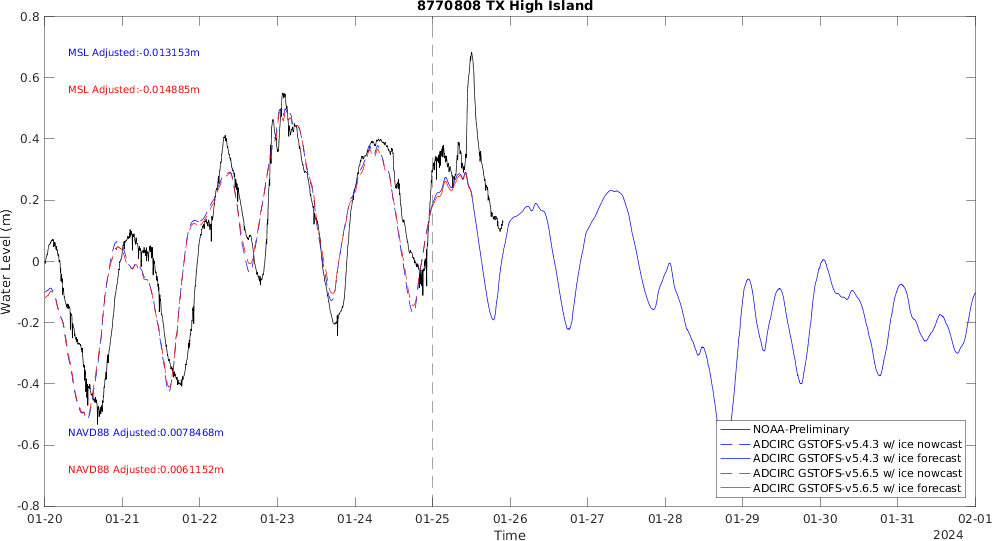 8770808 TX High Island
0.8
0.6
0.4
0.2
0
-0.2
-0.4
-0.6
-0.8
Water Level (m)
MSL Adjusted:-0.013153m
MSL Adjusted:-0.014885m
NAVD88 Adjusted:0.0078468m
NAVD88 Adjusted:0.0061152m
NOAA-Preliminary
ADCIRC GSTOFS-v5.4.3 w/ ice nowcast
ADCIRC GSTOFS-v5.4.3 w/ ice forecast
ADCIRC GSTOFS-v5.6.5 w/ ice nowcast
ADCIRC GSTOFS-v5.6.5 w/ ice forecast
01-20 01-21 01-22 01-23 01-24 01-25 01-26 01-27 01-28 01-29 01-30 01-31 02-01
Time
2024